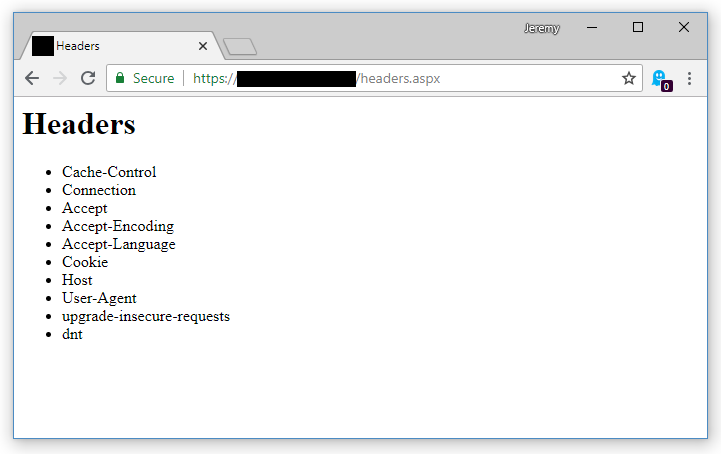 Jeremy
Headers
Secure https:// /headers.aspx
0
Headers
Cache-Control
Connection
Accept
Accept-Encoding
Accept-Language
Cookie
Host
User-Agent
upgrade-insecure-requests
dnt